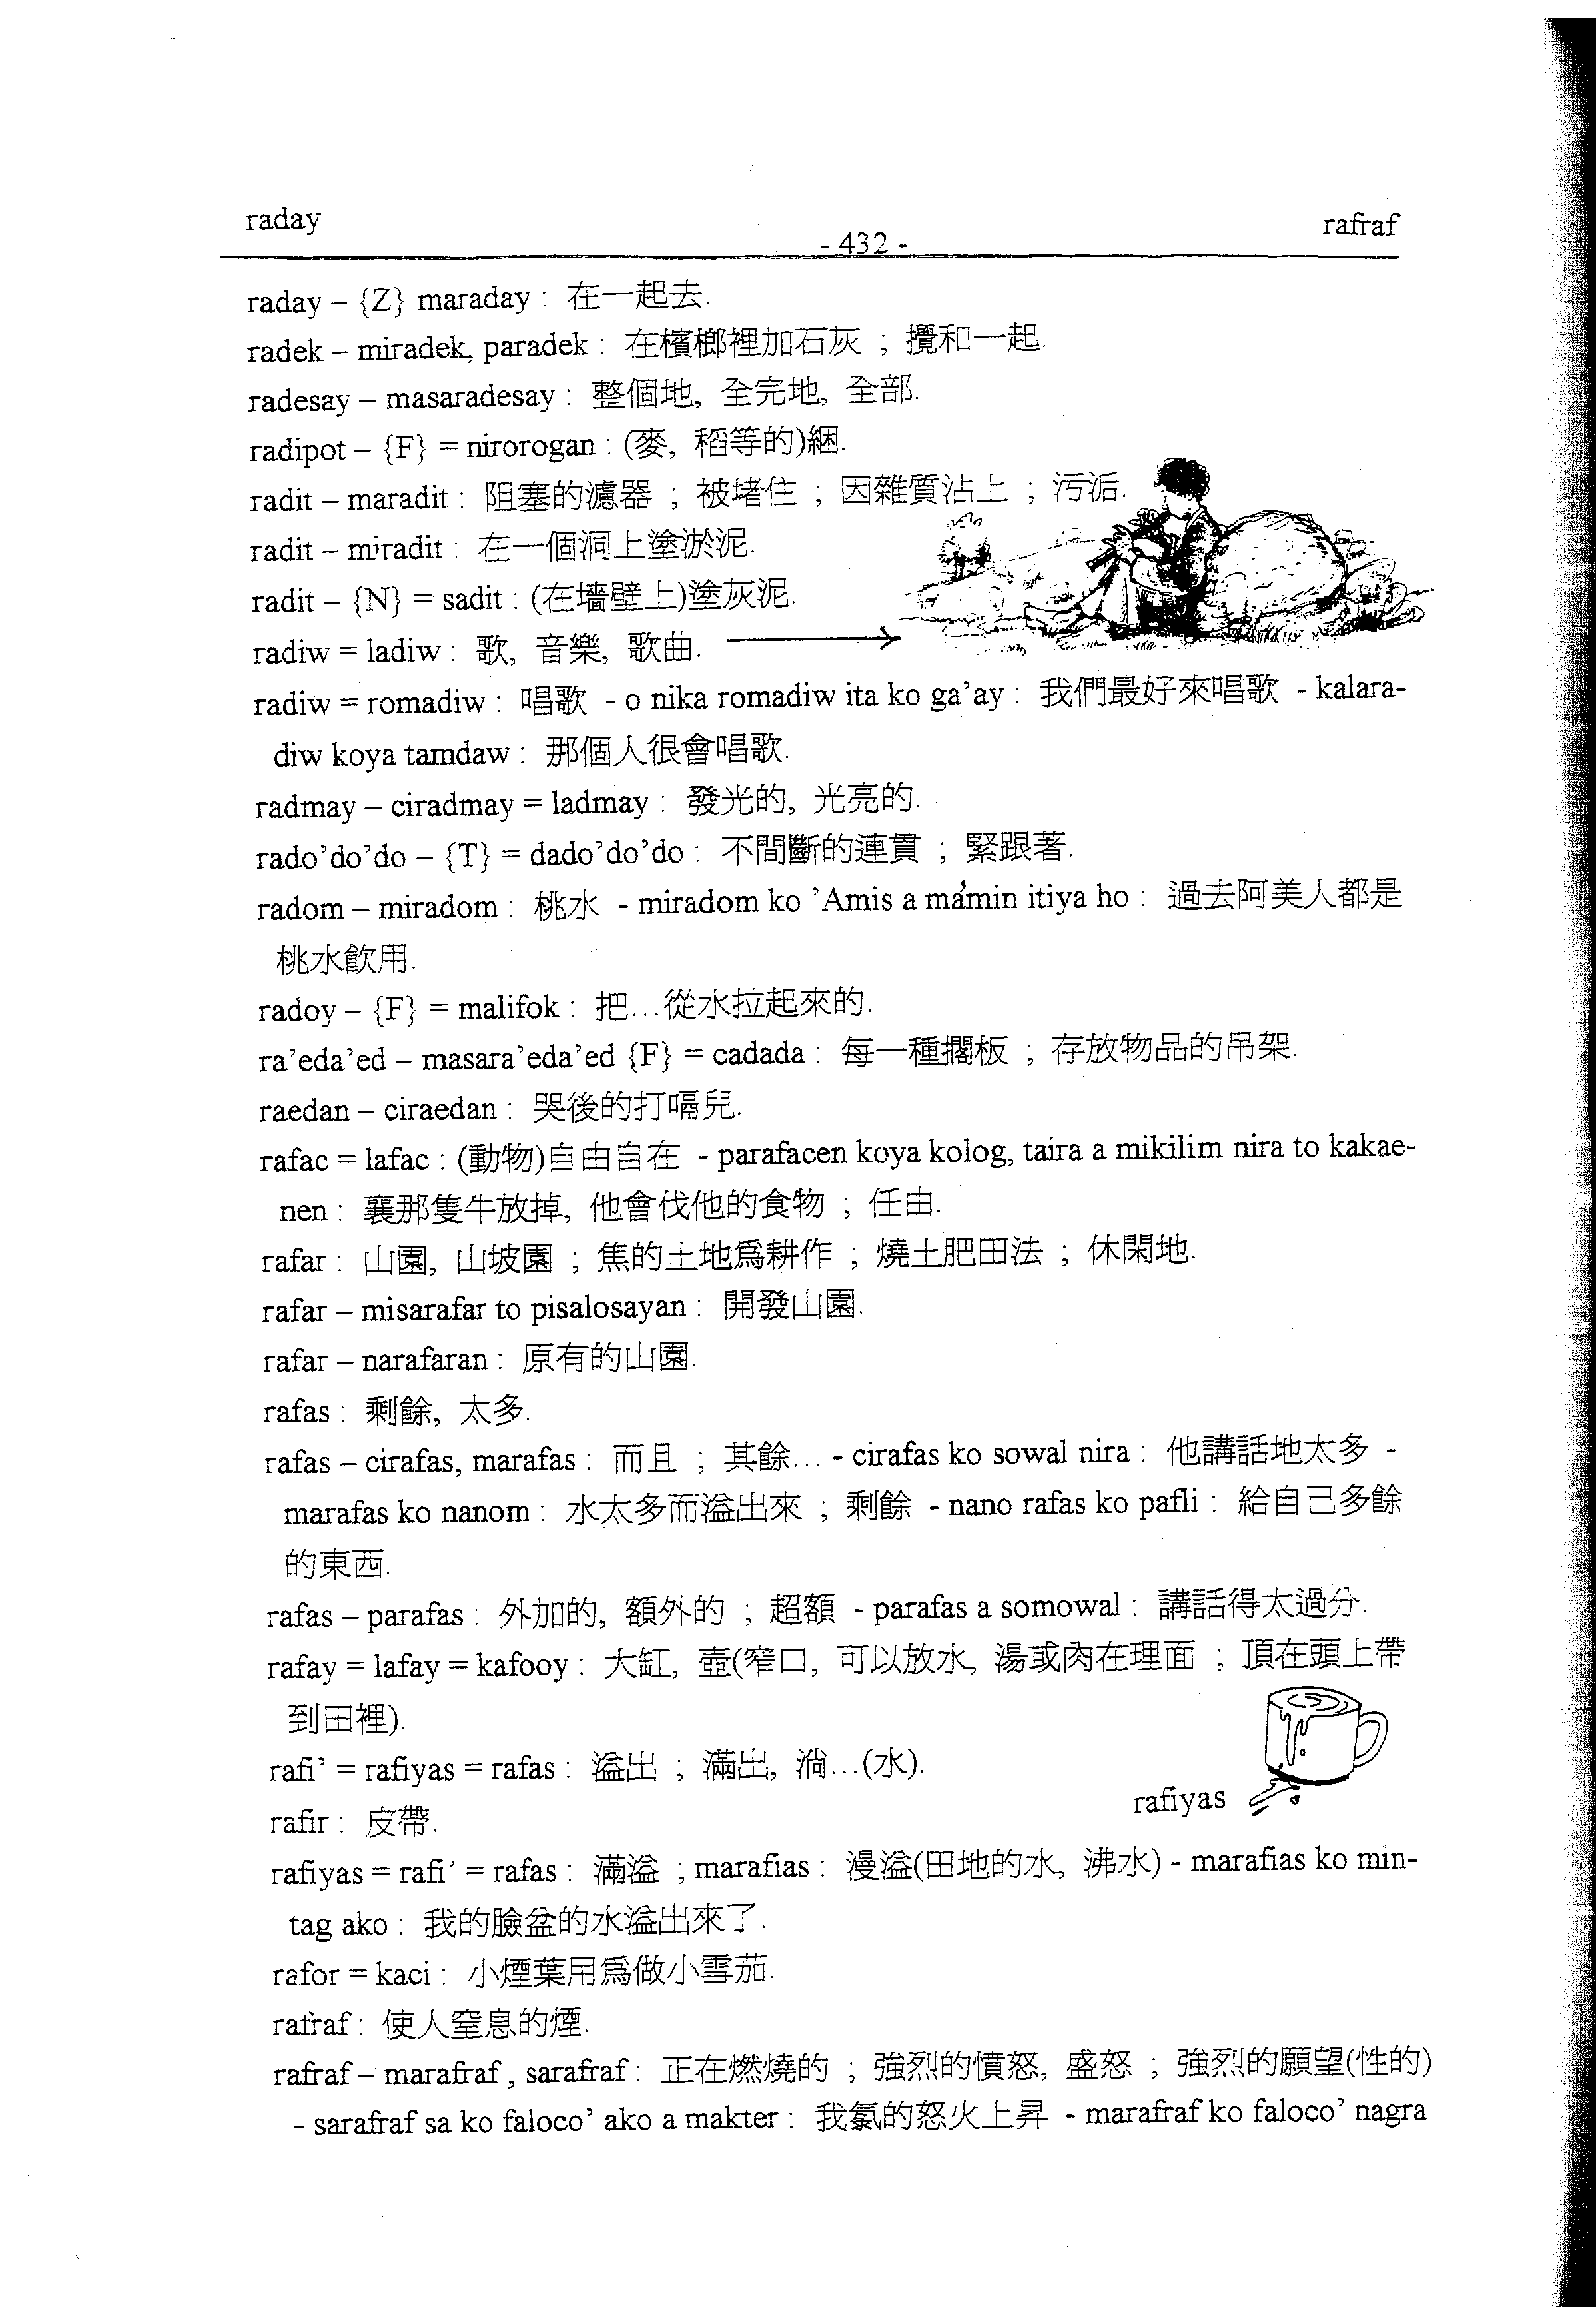 raday
rafraf
- 432 -
raday – {Z} maraday : 在一起去.
radek – miradek, paradek : 在檳榔裡加石灰 ; 攪和一起.
radesay – masaradesay : 整個地, 全完地, 全部.
radipot – {F} = nirorogan : (麥, 稻等的)綑.
radit – maradit : 阻塞的濾器 ; 被堵住 ; 因雜質沾上 ; 污垢.
radit – miradit : 在一個洞上塗淤泥.
radit – {N} = sadit : (在墻壁上)塗灰泥.
radiw = ladiw : 歌, 音樂, 歌曲.
radiw = romadiw : 唱歌 - o nika romadiw ita ko ga’ay : 我們最好來唱歌 - kalara-
diw koya tamdaw : 那個人很會唱歌.
radmay – ciradmay = ladmay : 發光的, 光亮的.
rado’do’do – {T} = dado’do’do : 不間斷的連貫 ; 緊跟著.
radom – miradom : 桃水 - miradom ko ’Amis a mámin itiya ho : 過去阿美人都是
桃水飲用.
radoy – {F} = malifok : 把...從水拉起來的.
ra’eda’ed – masara’eda’ed {F} = cadada : 每一種擱板 ; 存放物品的吊架.
raedan – ciraedan : 哭後的打嗝兒.
rafac = lafac : (動物)自由自在 - parafacen koya kolog, taira a mikilim nira to kakae-
nen : 襄那隻牛放掉, 他會伐他的食物 ; 任由.
rafar : 山園, 山坡園 ; 焦的土地爲耕作 ; 燒土肥田法 ; 休閑地.
rafar – misarafar to pisalosayan : 開發山園.
rafar – narafaran : 原有的山園.
rafas : 剩餘, 太多.
rafas – cirafas, marafas : 而且 ; 其餘... - cirafas ko sowal nira : 他講話地太多 -
marafas ko nanom : 水太多而溢出來 ; 剩餘 - nano rafas ko pafli : 給自己多餘
的東西.
rafas – parafas : 外加的, 額外的 ; 超額 - parafas a somowal : 講話得太過分.
rafay = lafay = kafooy : 大缸, 壺(窄口, 可以放水, 湯或肉在理面 ; 頂在頭上帶
到田裡).
rafi’ = rafiyas = rafas : 溢出 ; 滿出, 淌...(水).
rafiyas
rafir : 皮帶.
rafiyas = rafi’ = rafas : 滿溢 ; marafias : 漫溢(田地的水, 沸水) - marafias ko min-
tag ako : 我的臉盆的水溢出來了.
rafor = kaci : 小煙葉用爲做小雪茄.
rafraf : 使人窒息的煙.
rafraf – marafraf , sarafraf : 正在燃燒的 ; 強烈的憤怒, 盛怒 ; 強烈的願望(性的)
- sarafraf sa ko faloco’ ako a makter : 我氣的怒火上昇 - marafraf ko faloco’ nagra